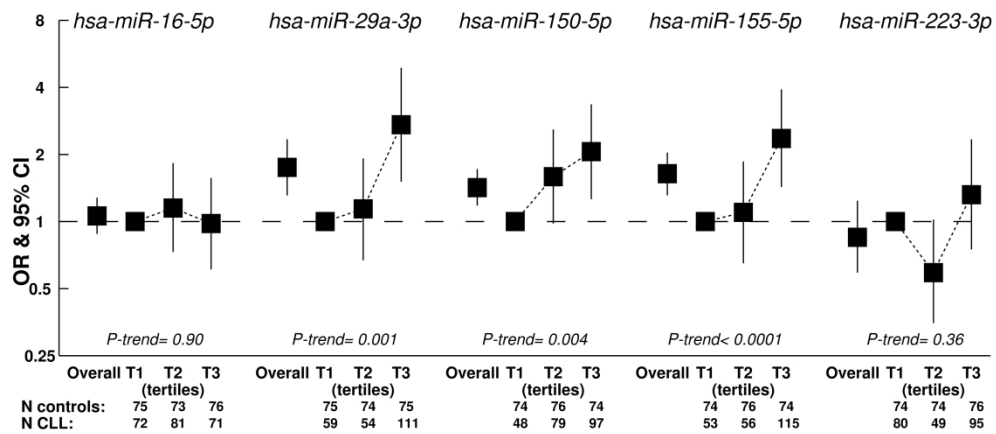 hsa-miR-16-5p hsa-miR-29a-3p hsa-miR-150-5p hsa-miR-155-5p hsa-miR-223-3p
8
4
2
1
0.5
0.25
OR & 95% CI
P-trend= 0.90 P-trend= 0.001 P-trend= 0.004 P-trend< 0.0001 P-trend= 0.36
Overall T1 T2 T3 Overall T1 T2 T3 Overall T1 T2 T3 Overall T1 T2 T3 Overall T1 T2 T3
(tertiles) (tertiles) (tertiles) (tertiles) (tertiles)
N controls: 75 73 76 75 74 75 74 76 74 74 76 74 74 74 76
N CLL: 72 81 71 59 54 111 48 79 97 53 56 115 80 49 95